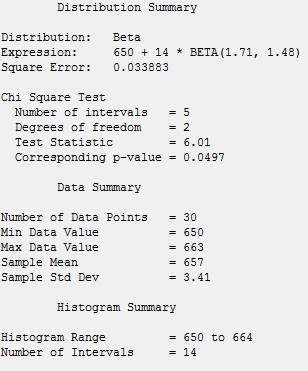 Distribution Summary
Distribution: Beta
Expression: 650 + 14 * BETA(1.71, 1.48)
Square Error: 0.033883
Chi Square Test
Number of intervals = 5
Degrees of freedom = 2
Test Statistic = 6.01
Corresponding p-value = 0.0497
Data Summary
Number of Data Points = 30
Min Data Value = 650
Max Data Value = 663
Sample Mean = 657
Sample Std Dev = 3.41
Histogram Summary
Histogram Range = 650 to 664
Number of Intervals = 14